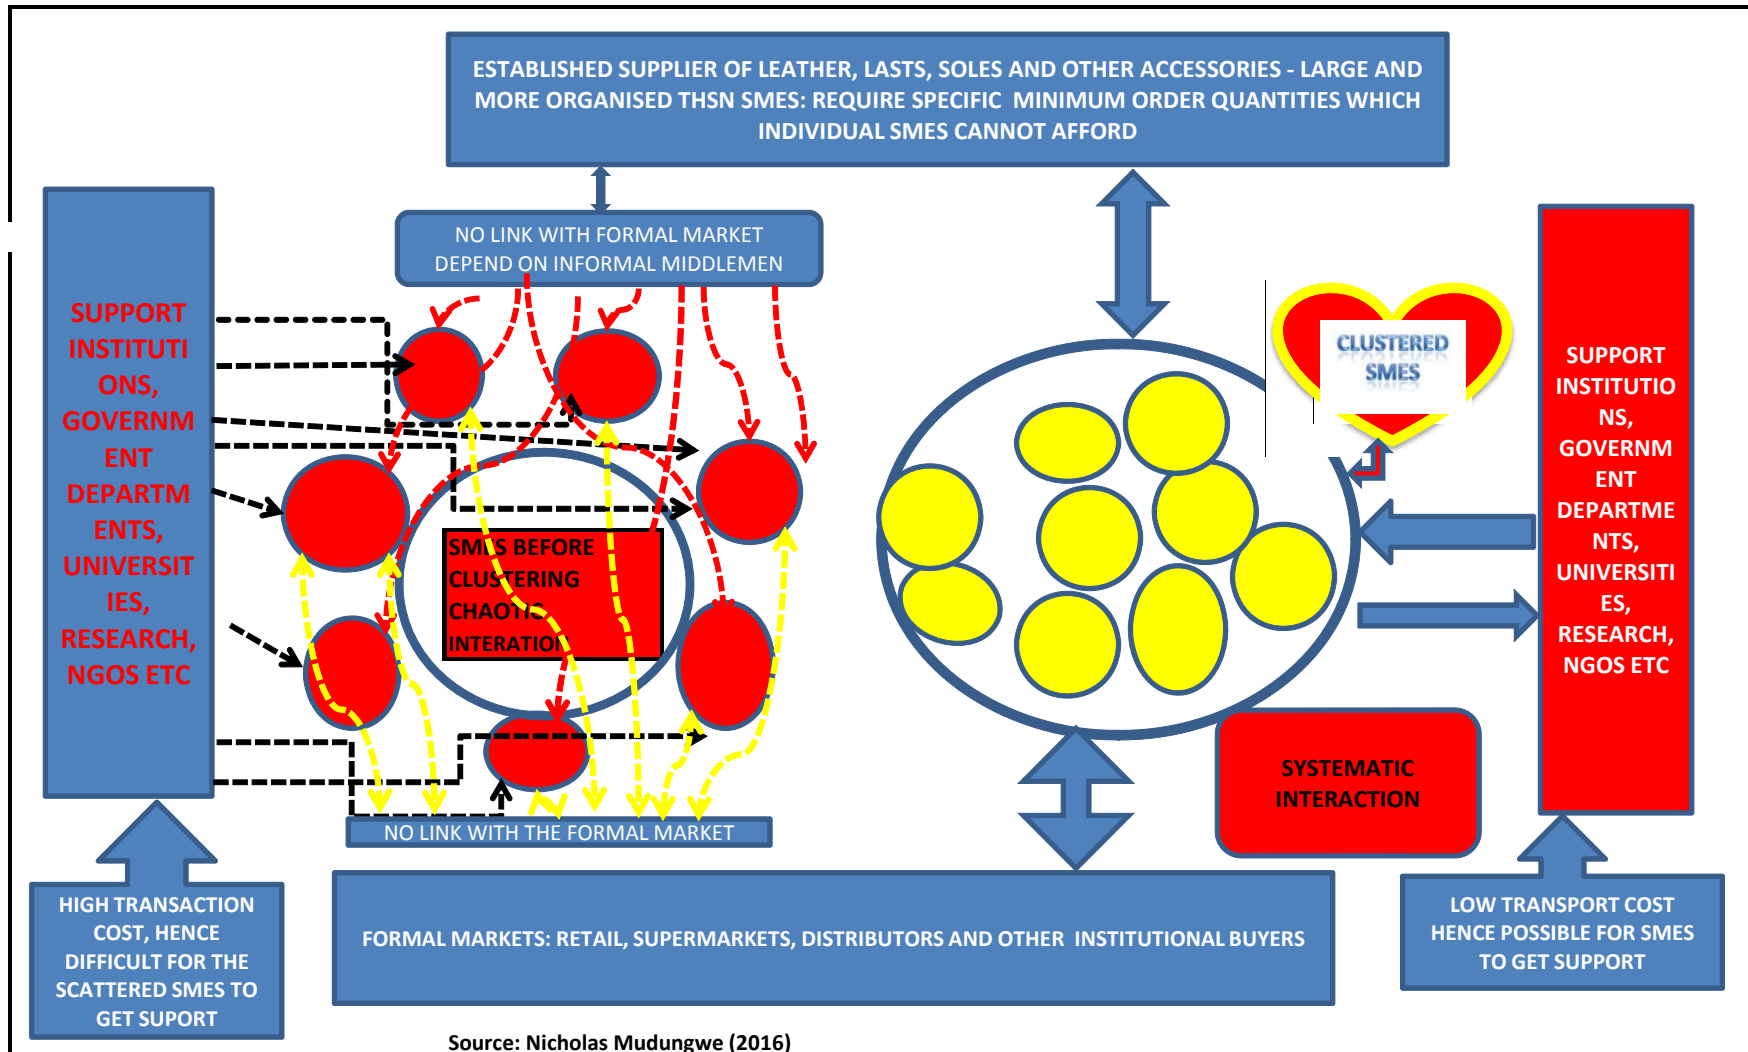 ESTABLISHED SUPPLIER OF LEATHER, LASTS, SOLES AND OTHER ACCESSORIES - LARGE AND
MORE ORGANISED THSN SMES: REQUIRE SPECIFIC MINIMUM ORDER QUANTITIES WHICH
INDIVIDUAL SMES CANNOT AFFORD
NO LINK WITH FORMAL MARKET
DEPEND ON INFORMAL MIDDLEMEN
SUPPORT
INSTITUTI
ONS,
GOVERNM
ENT
DEPARTM
ENTS,
UNIVERSIT
IES,
RESEARCH,
NGOS ETC
SMES BEFORE
CLUSTERING
CHAOTIC
INTERATION
NO LINK WITH THE FORMAL MARKET
CLUSTERED
SMES
SUPPORT
INSTITUTIO
NS,
GOVERNM
ENT
DEPARTME
NTS,
UNIVERSITI
ES,
RESEARCH,
NGOS ETC
SYSTEMATIC
INTERACTION
HIGH TRANSACTION
COST, HENCE
DIFFICULT FOR THE
SCATTERED SMES TO
GET SUPORT
FORMAL MARKETS: RETAIL, SUPERMARKETS, DISTRIBUTORS AND OTHER INSTITUTIONAL BUYERS
LOW TRANSPORT COST
HENCE POSSIBLE FOR SMES
TO GET SUPPORT
Source: Nicholas Mudungwe (2016)